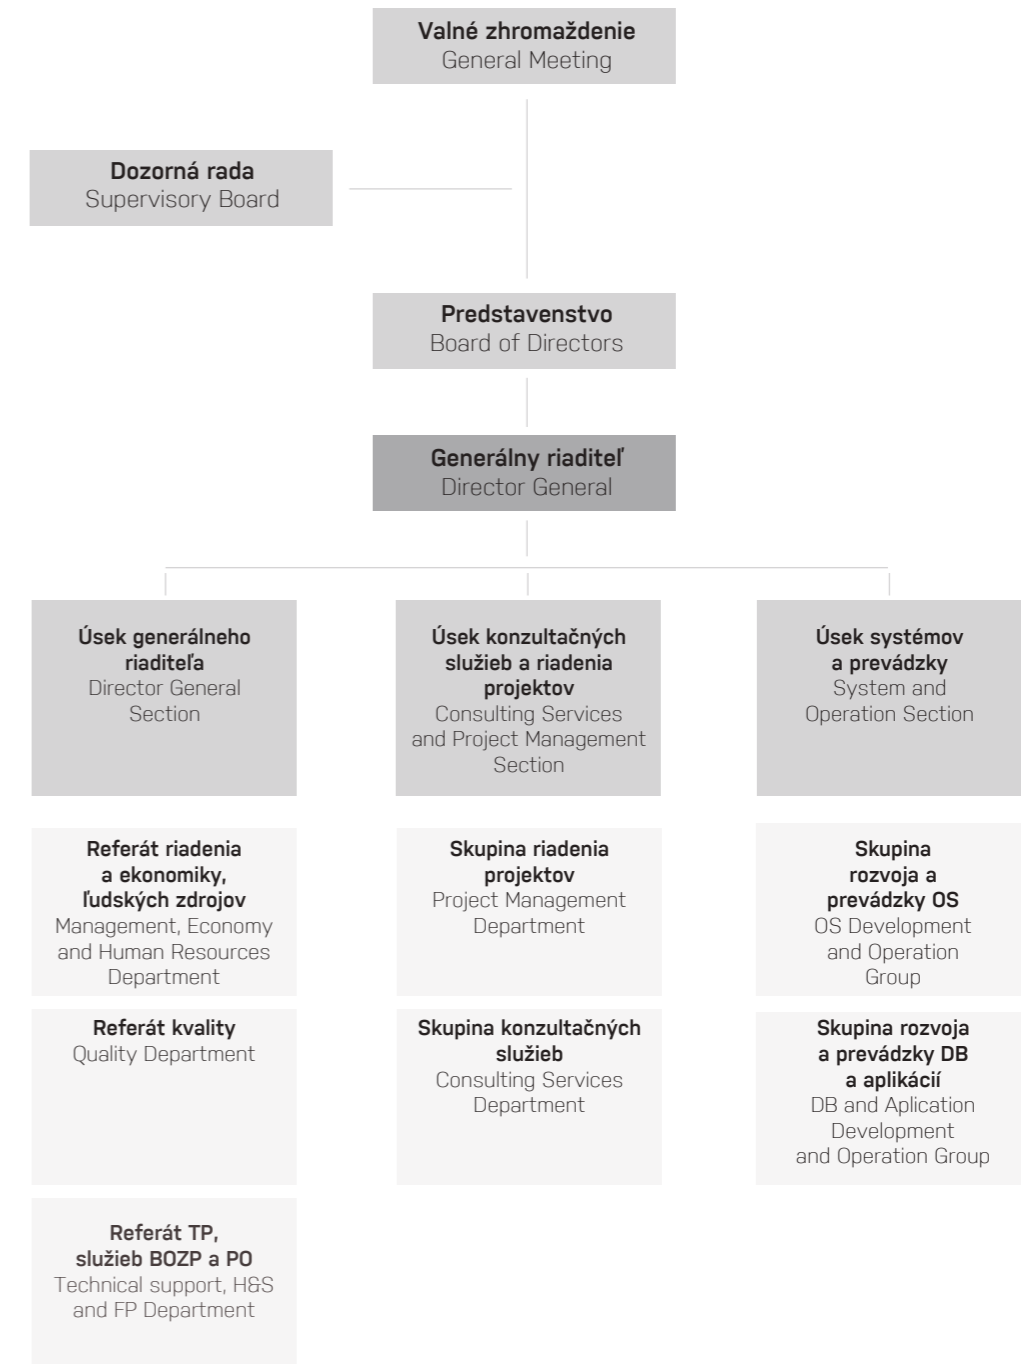 Valné zhromaždenie
General Meeting
Dozorná rada
Supervisory Board
Predstavenstvo
Board of Directors
Generálny riaditeľ
Director General
Úsek generálneho
riaditeľa
Director General
Section
Úsek konzultačných
služieb a riadenia
projektov
Consulting Services
and Project Management
Section
Úsek systémov
a prevádzky
System and
Operation Section
Referát riadenia
a ekonomiky,
ľudských zdrojov
Management, Economy
and Human Resources
Department
Skupina riadenia
projektov
Project Management
Department
Skupina
rozvoja a
prevádzky OS
OS Development
and Operation
Group
Referát kvality
Quality Department
Skupina konzultačných
služieb
Consulting Services
Department
Skupina rozvoja
a prevádzky DB
a aplikácií
DB and Aplication
Development
and Operation Group
Referát TP,
služieb BOZP a PO
Technical support, H&S
and FP Department